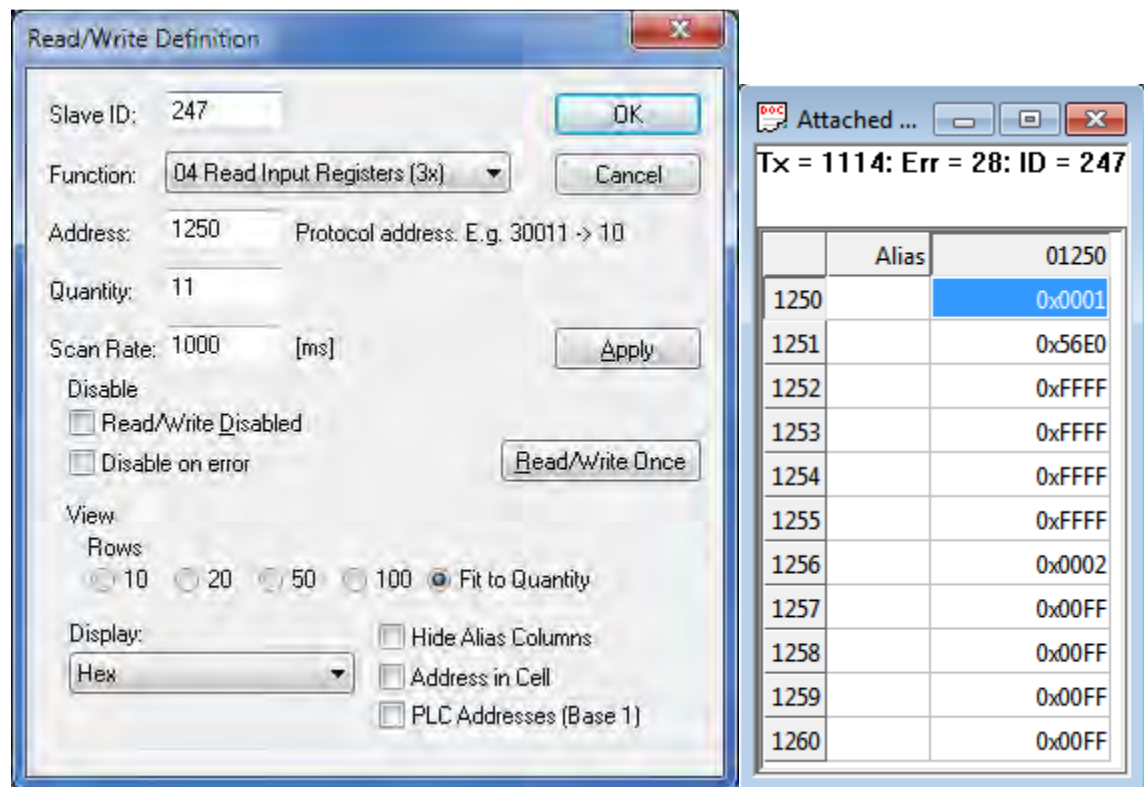 Read/Write Definition
Slave ID: 247 OK
Function: 04 Read Input Registers (3x) Cancel
Address: 1250 Protocol address. E.g. 30011 -> 10
Quantity: 11
Scan Rate: 1000 [ms] Apply
Disable
Read/Write Disabled
Disable on error Read/Write Once
View
Rows
10 20 50 100 Fit to Quantity
Display: Hide Alias Columns
Hex Address in Cell
PLC Addresses (Base 1)
DOC Attached ...
Tx = 1114: Err = 28: ID = 247
Alias 01250
1250 0x0001
1251 0x56E0
1252 0xFFFF
1253 0xFFFF
1254 0xFFFF
1255 0xFFFF
1256 0x0002
1257 0x00FF
1258 0x00FF
1259 0x00FF
1260 0x00FF